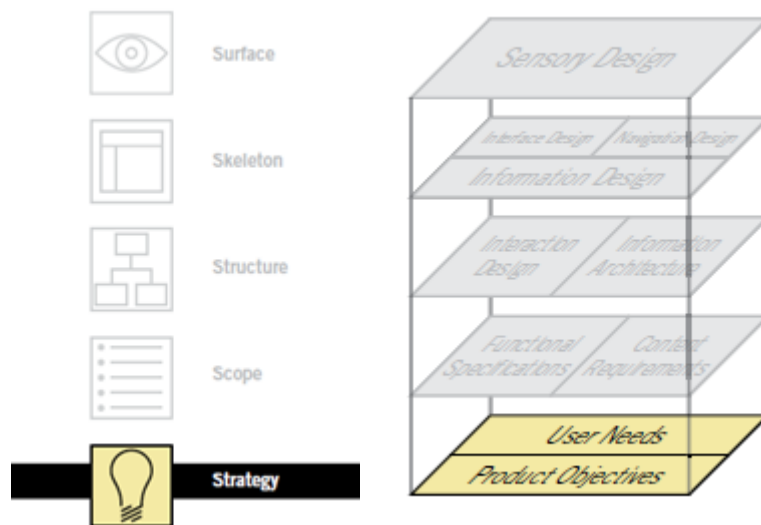 Surface
Skeleton
Structure
Scope
Strategy
Sensory Design
Interface Design
Navigation Design
Information Design
Interaction
Design
Information
Architecture
Functional
Specifications
Content
Requirements
User Needs
Product Objectives